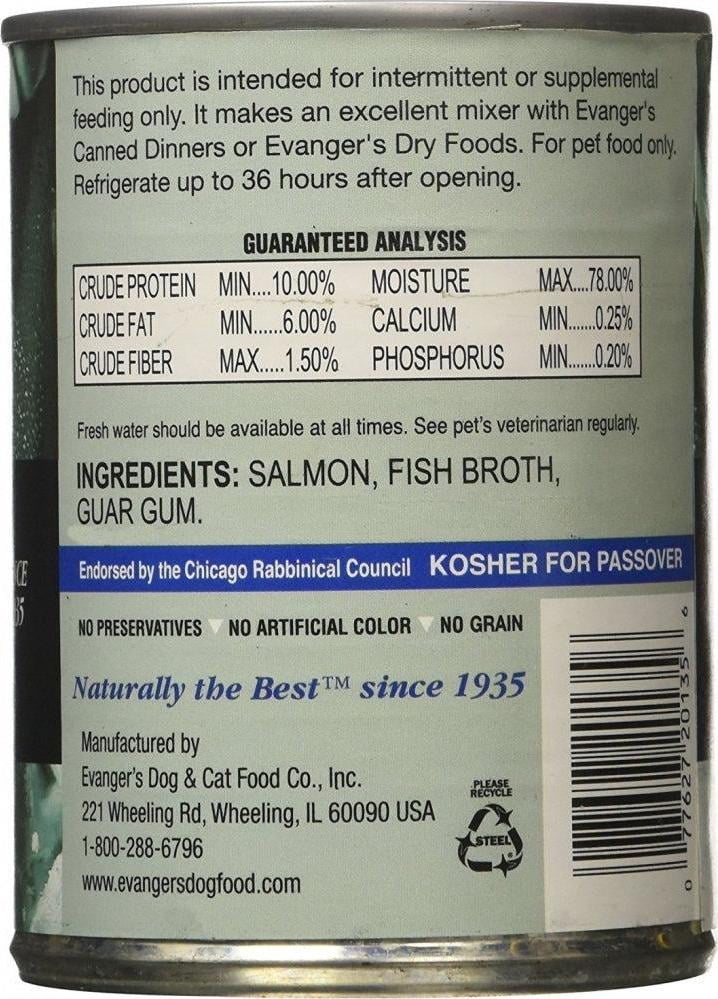 This product is intended for intermittent or supplemental
feeding only. It makes an excellent mixer with Evanger's
Canned Dinners or Evanger's Dry Foods. For pet food only.
Refrigerate up to 36 hours after opening.
GUARANTEED ANALYSIS
CRUDE PROTEIN MIN....10.00% MOISTURE MAX....78.00%
CRUDE FAT MIN......6.00% CALCIUM MIN.......0.25%
CRUDE FIBER MAX.....1.50% PHOSPHORUS MIN.......0.20%
Fresh water should be available at all times. See pet's veterinarian regularly.
INGREDIENTS: SALMON, FISH BROTH,
GUAR GUM.
CE
35
Endorsed by the Chicago Rabbinical Council KOSHER FOR PASSOVER
NO PRESERVATIVES NO ARTIFICIAL COLOR NO GRAIN
Naturally the Best™ since 1935
Manufactured by
Evanger's Dog & Cat Food Co., Inc.
221 Wheeling Rd, Wheeling, IL 60090 USA
1-800-288-6796
www.evangersdogfood.com
PLEASE
RECYCLE
STEEL
0 77627 20135 6